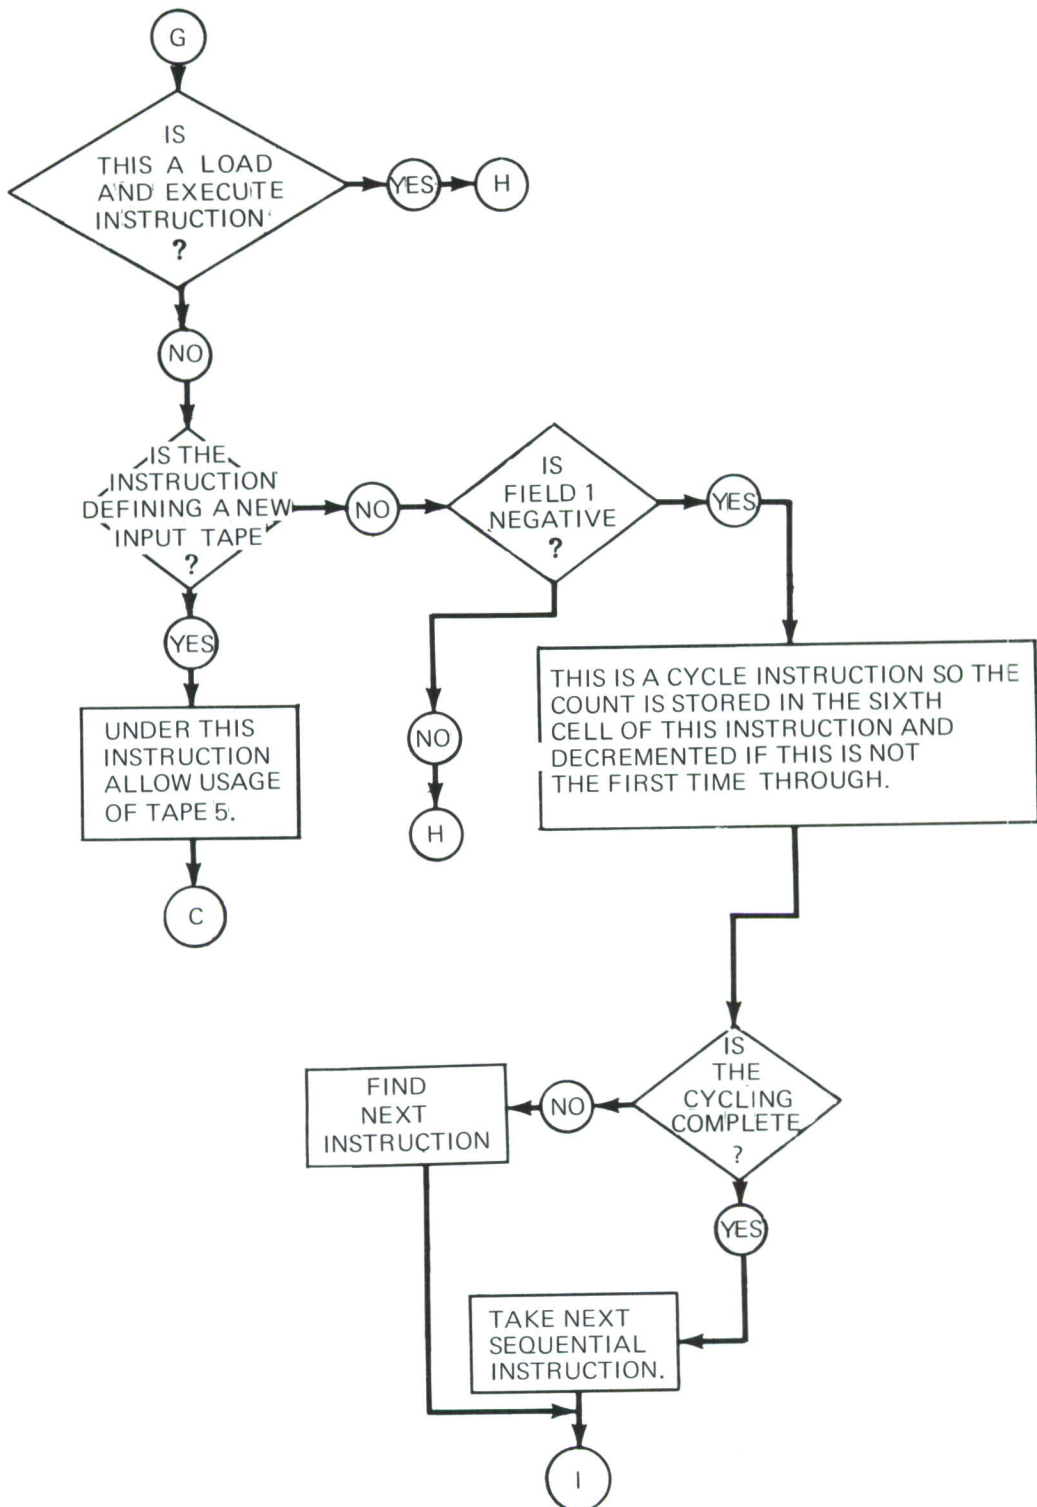 G
IS
THIS A LOAD
AND EXECUTE
INSTRUCTION
?
YES
H
NO
IS THE
INSTRUCTION
DEFINING A NEW
INPUT TAPE
?
NO
IS
FIELD 1
NEGATIVE
?
YES
YES
UNDER THIS
INSTRUCTION
ALLOW USAGE
OF TAPE 5.
C
NO
H
THIS IS A CYCLE INSTRUCTION SO THE
COUNT IS STORED IN THE SIXTH
CELL OF THIS INSTRUCTION AND
DECREMENTED IF THIS IS NOT
THE FIRST TIME THROUGH.
IS
THE
CYCLING
COMPLETE
?
NO
FIND
NEXT
INSTRUCTION
YES
TAKE NEXT
SEQUENTIAL
INSTRUCTION.
I